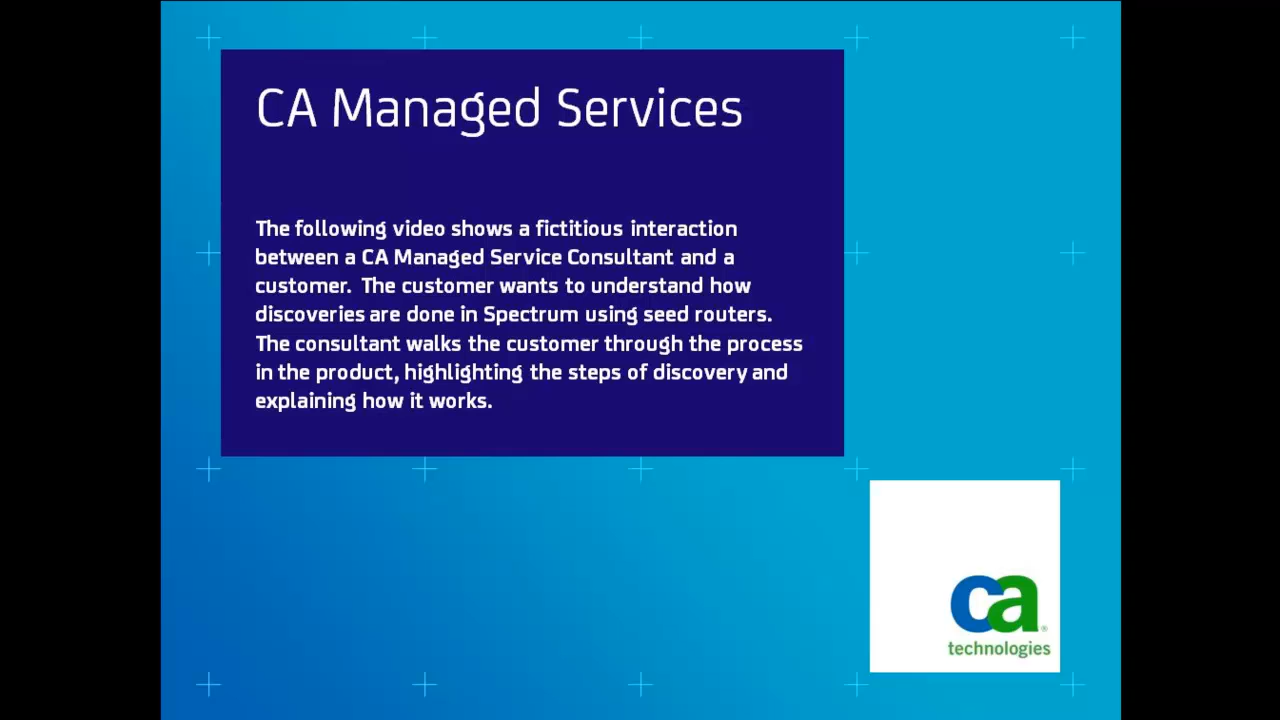 CA Managed Services
The following video shows a fictitious interaction
between a CA Managed Service Consultant and a
customer. The customer wants to understand how
discoveries are done in Spectrum using seed routers.
The consultant walks the customer through the process
in the product, highlighting the steps of discovery and
explaining how it works.
ca®
technologies